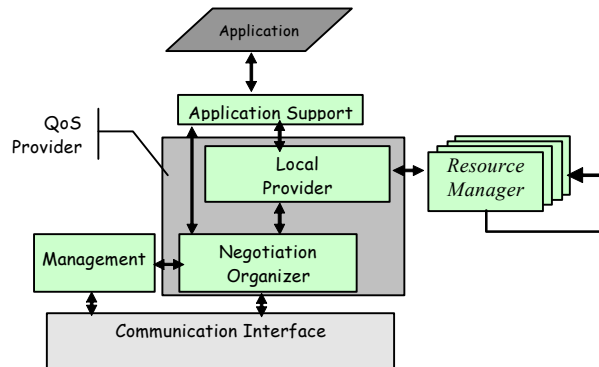 Application
Application Support
QoS
Provider
Local
Provider
Resource
Manager
Management
Negotiation
Organizer
Communication Interface